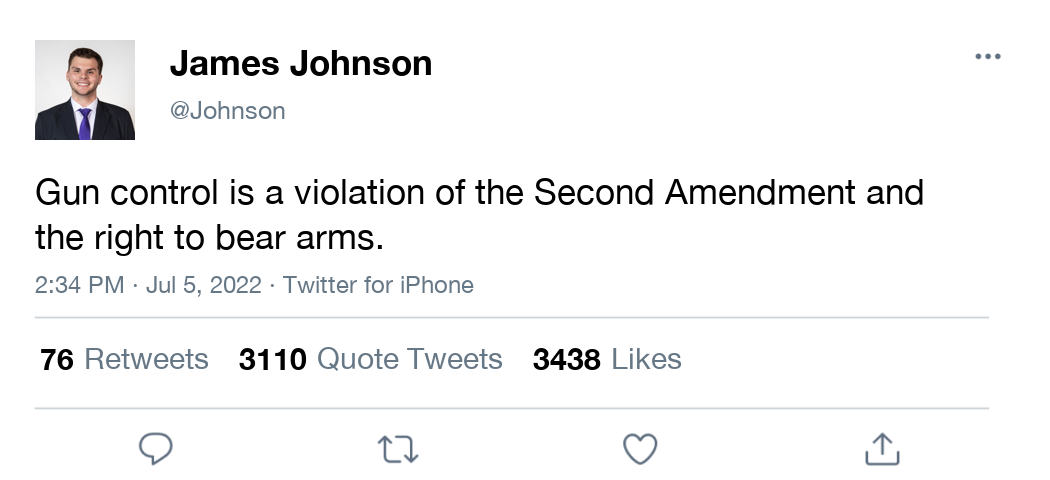 James Johnson
@Johnson
Gun control is a violation of the Second Amendment and
the right to bear arms.
2:34 PM · Jul 5, 2022 · Twitter for iPhone
76 Retweets 3110 Quote Tweets 3438 Likes